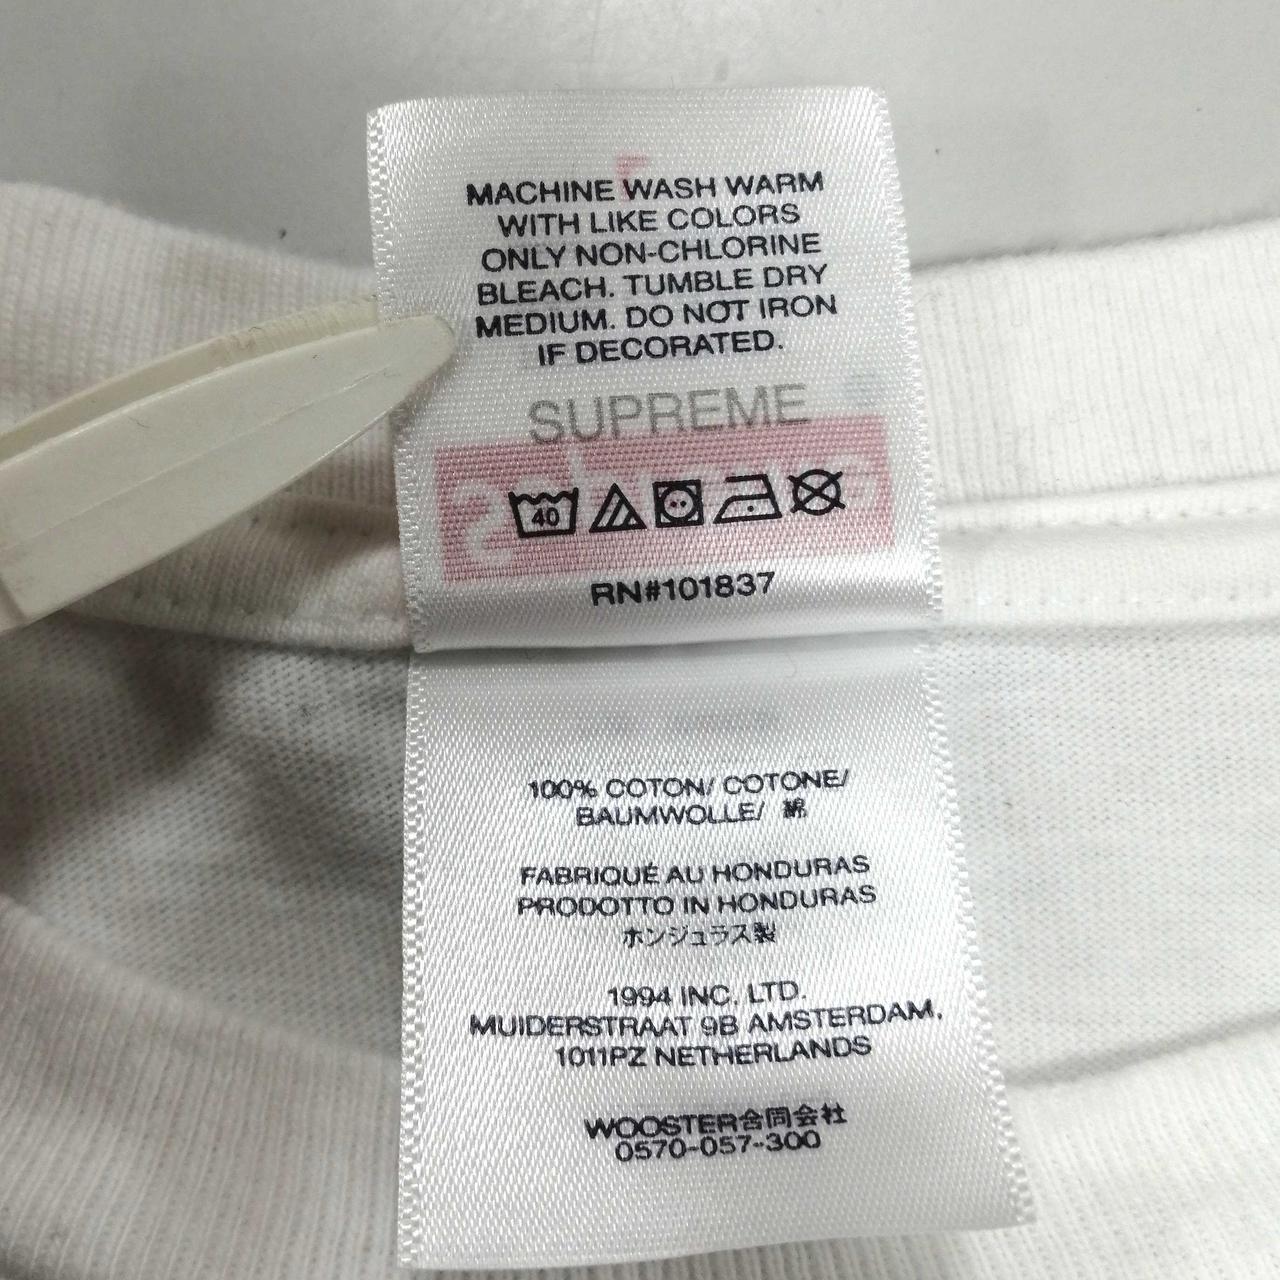 MACHINE WASH WARM
WITH LIKE COLORS
ONLY NON-CHLORINE
BLEACH. TUMBLE DRY
MEDIUM. DO NOT IRON
IF DECORATED.
SUPREME
40
RN#101837
100% COTON/ COTONE/
BAUMWOLLE/ 綿
FABRIQUÉ AU HONDURAS
PRODOTTO IN HONDURAS
ホンジュラス製
1994 INC. LTD.
MUIDERSTRAAT 9B AMSTERDAM,
1011PZ NETHERLANDS
WOOSTER合同会社
0570-057-300